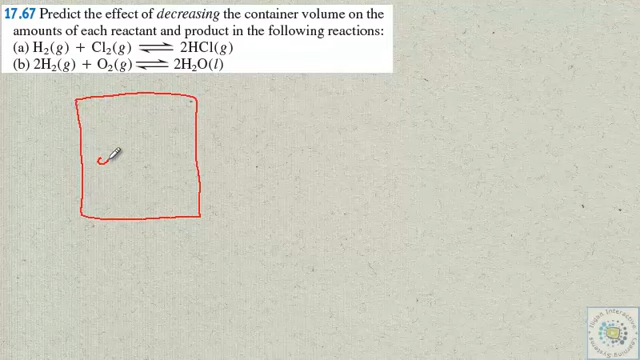 17.67 Predict the effect of decreasing the container volume on the
amounts of each reactant and product in the following reactions:
(a) H₂(g) + Cl₂(g) ⇌ 2HCl(g)
(b) 2H₂(g) + O₂(g) ⇌ 2H₂O(l)